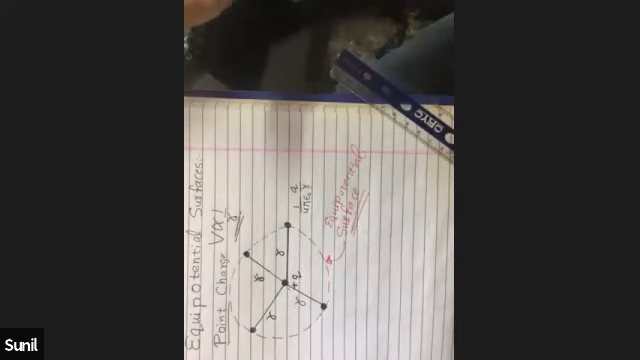 Equipotential Surfaces:-
Point Charge V∝1/r
1/4πε₀ q/r
r
r
r
r
+q
Equipotential
Surface
Sunil